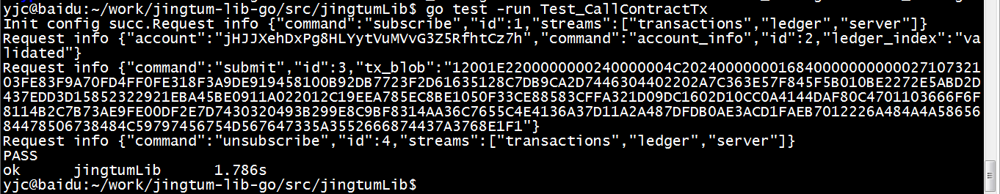 yjc@baidu:~/work/jingtum-lib-go/src/jingtumLib$ go test -run Test_CallContractTx
Init config succ.Request info {"command":"subscribe","id":1,"streams":["transactions","ledger","server"]}
Request info {"account":"jHJJXehDxPg8HLYytVuMVvG3Z5RfhtCz7h","command":"account_info","id":2,"ledger_index":"va
lidated"}
Request info {"command":"submit","id":3,"tx_blob":"12001E2200000000240000004C2024000000016840000000000027107321
03FE83F9A70FD4FF0FE318F3A9DE919458100B92DB7723F2D61635128C7DB9CA2D7446304402202A7C363E57F845F5B010BE2272E5ABD2D
437EDD3D15852322921EBA45BE0911A022012C19EEA785EC8BE1050F33CE88583CFFA321D09DC1602D10CC0A4144DAF80C4701103666F6F
8114B2C7B73AE9FE00DF2E7D7430320493B299E8C9BF8314AA36C7655C4E4136A37D11A2A487DFDB0AE3ACD1FAEB7012226A484A4A58656
84478506738484C59797456754D567647335A3552666874437A3768E1F1"}
Request info {"command":"unsubscribe","id":4,"streams":["transactions","ledger","server"]}
PASS
ok jingtumLib 1.786s
yjc@baidu:~/work/jingtum-lib-go/src/jingtumLib$